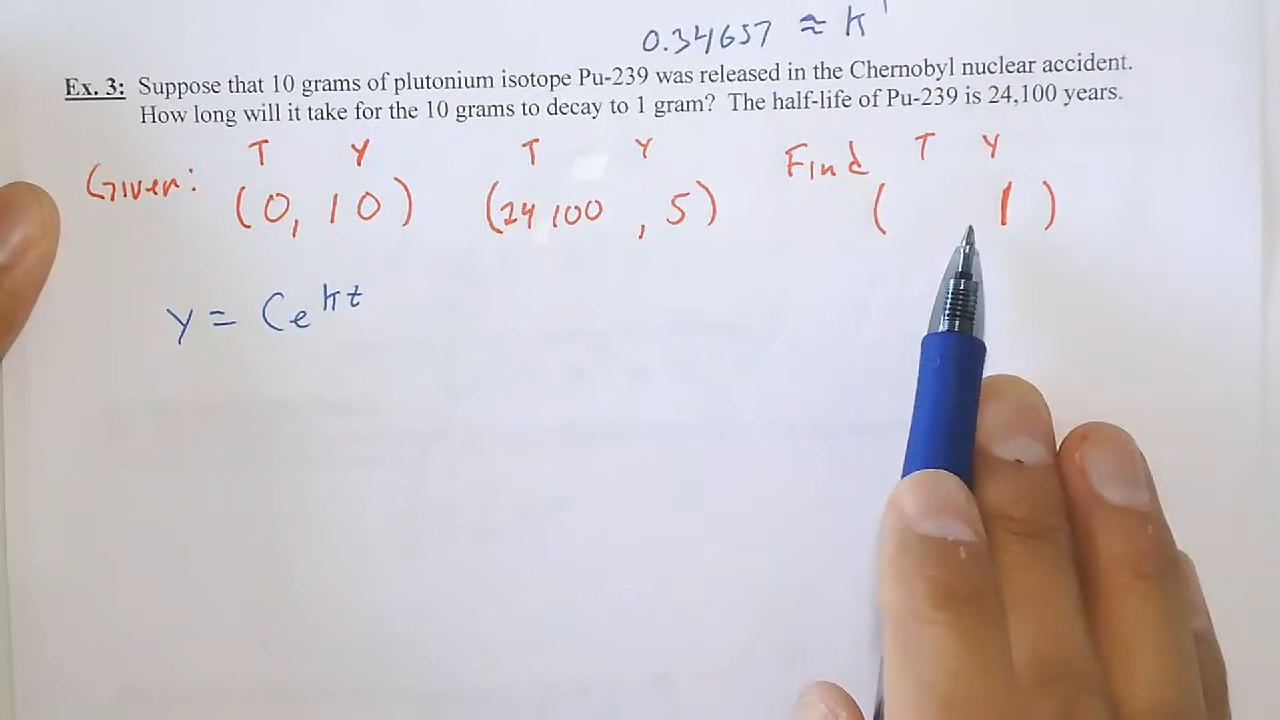 0.34657 ≈ k
Ex. 3: Suppose that 10 grams of plutonium isotope Pu-239 was released in the Chernobyl nuclear accident.
How long will it take for the 10 grams to decay to 1 gram? The half-life of Pu-239 is 24,100 years.
T Y T Y Find T Y
Given: (0, 10) (24 100, 5) ( 1)
y = Ce^kt